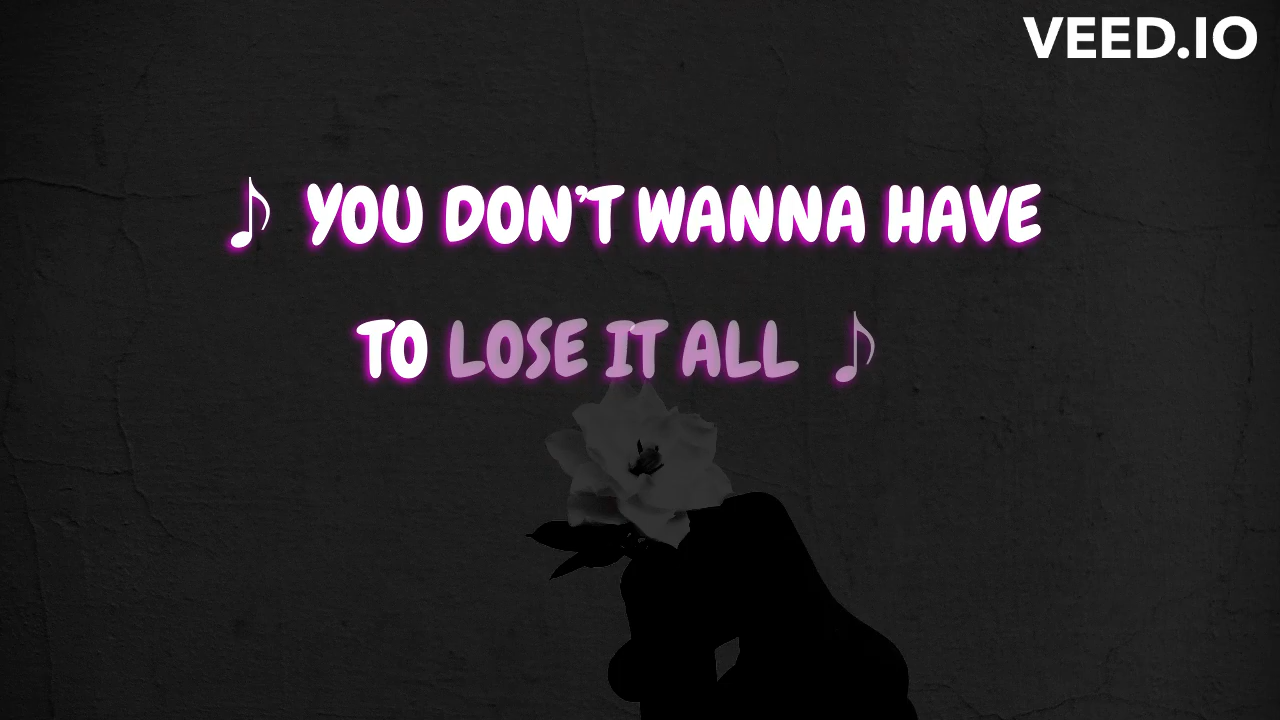 VEED.IO
♪ YOU DON'T WANNA HAVE
TO LOSE IT ALL ♪